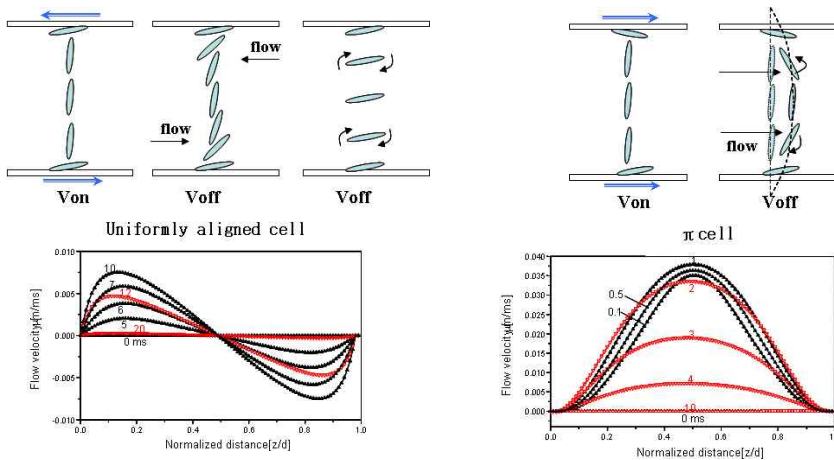 flow
flow
Von
Voff
Voff
Uniformly aligned cell
flow
Von
Voff
π cell
0.010
0.005
0.000
-0.005
-0.010
10
7
12
6
5
20
0 ms
0.0
0.2
0.4
0.6
0.8
1.0
Normalized distance[z/d]
0.040
0.035
0.030
0.025
0.020
0.015
0.010
0.005
0.000
1
2
0.5
0.1
3
4
10
0 ms
0.0
0.2
0.4
0.6
0.8
1.0
Normalized distance[z/d]